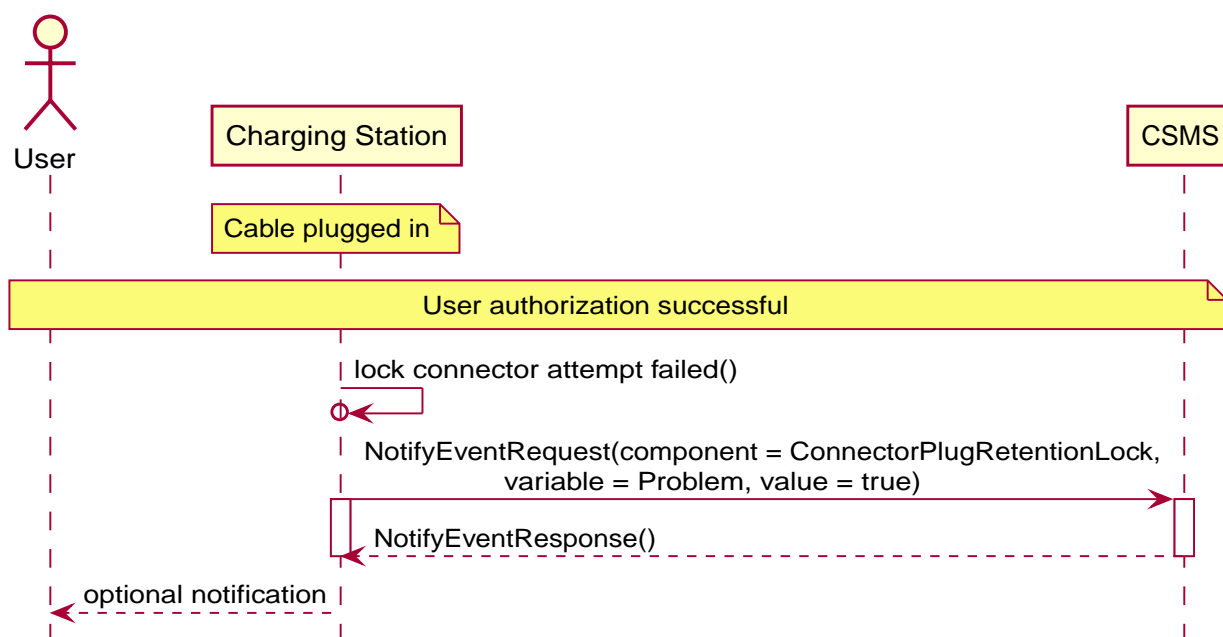 User
Charging Station
CSMS
Cable plugged in
User authorization successful
lock connector attempt failed()
NotifyEventRequest(component = ConnectorPlugRetentionLock,
variable = Problem, value = true)
NotifyEventResponse()
optional notification